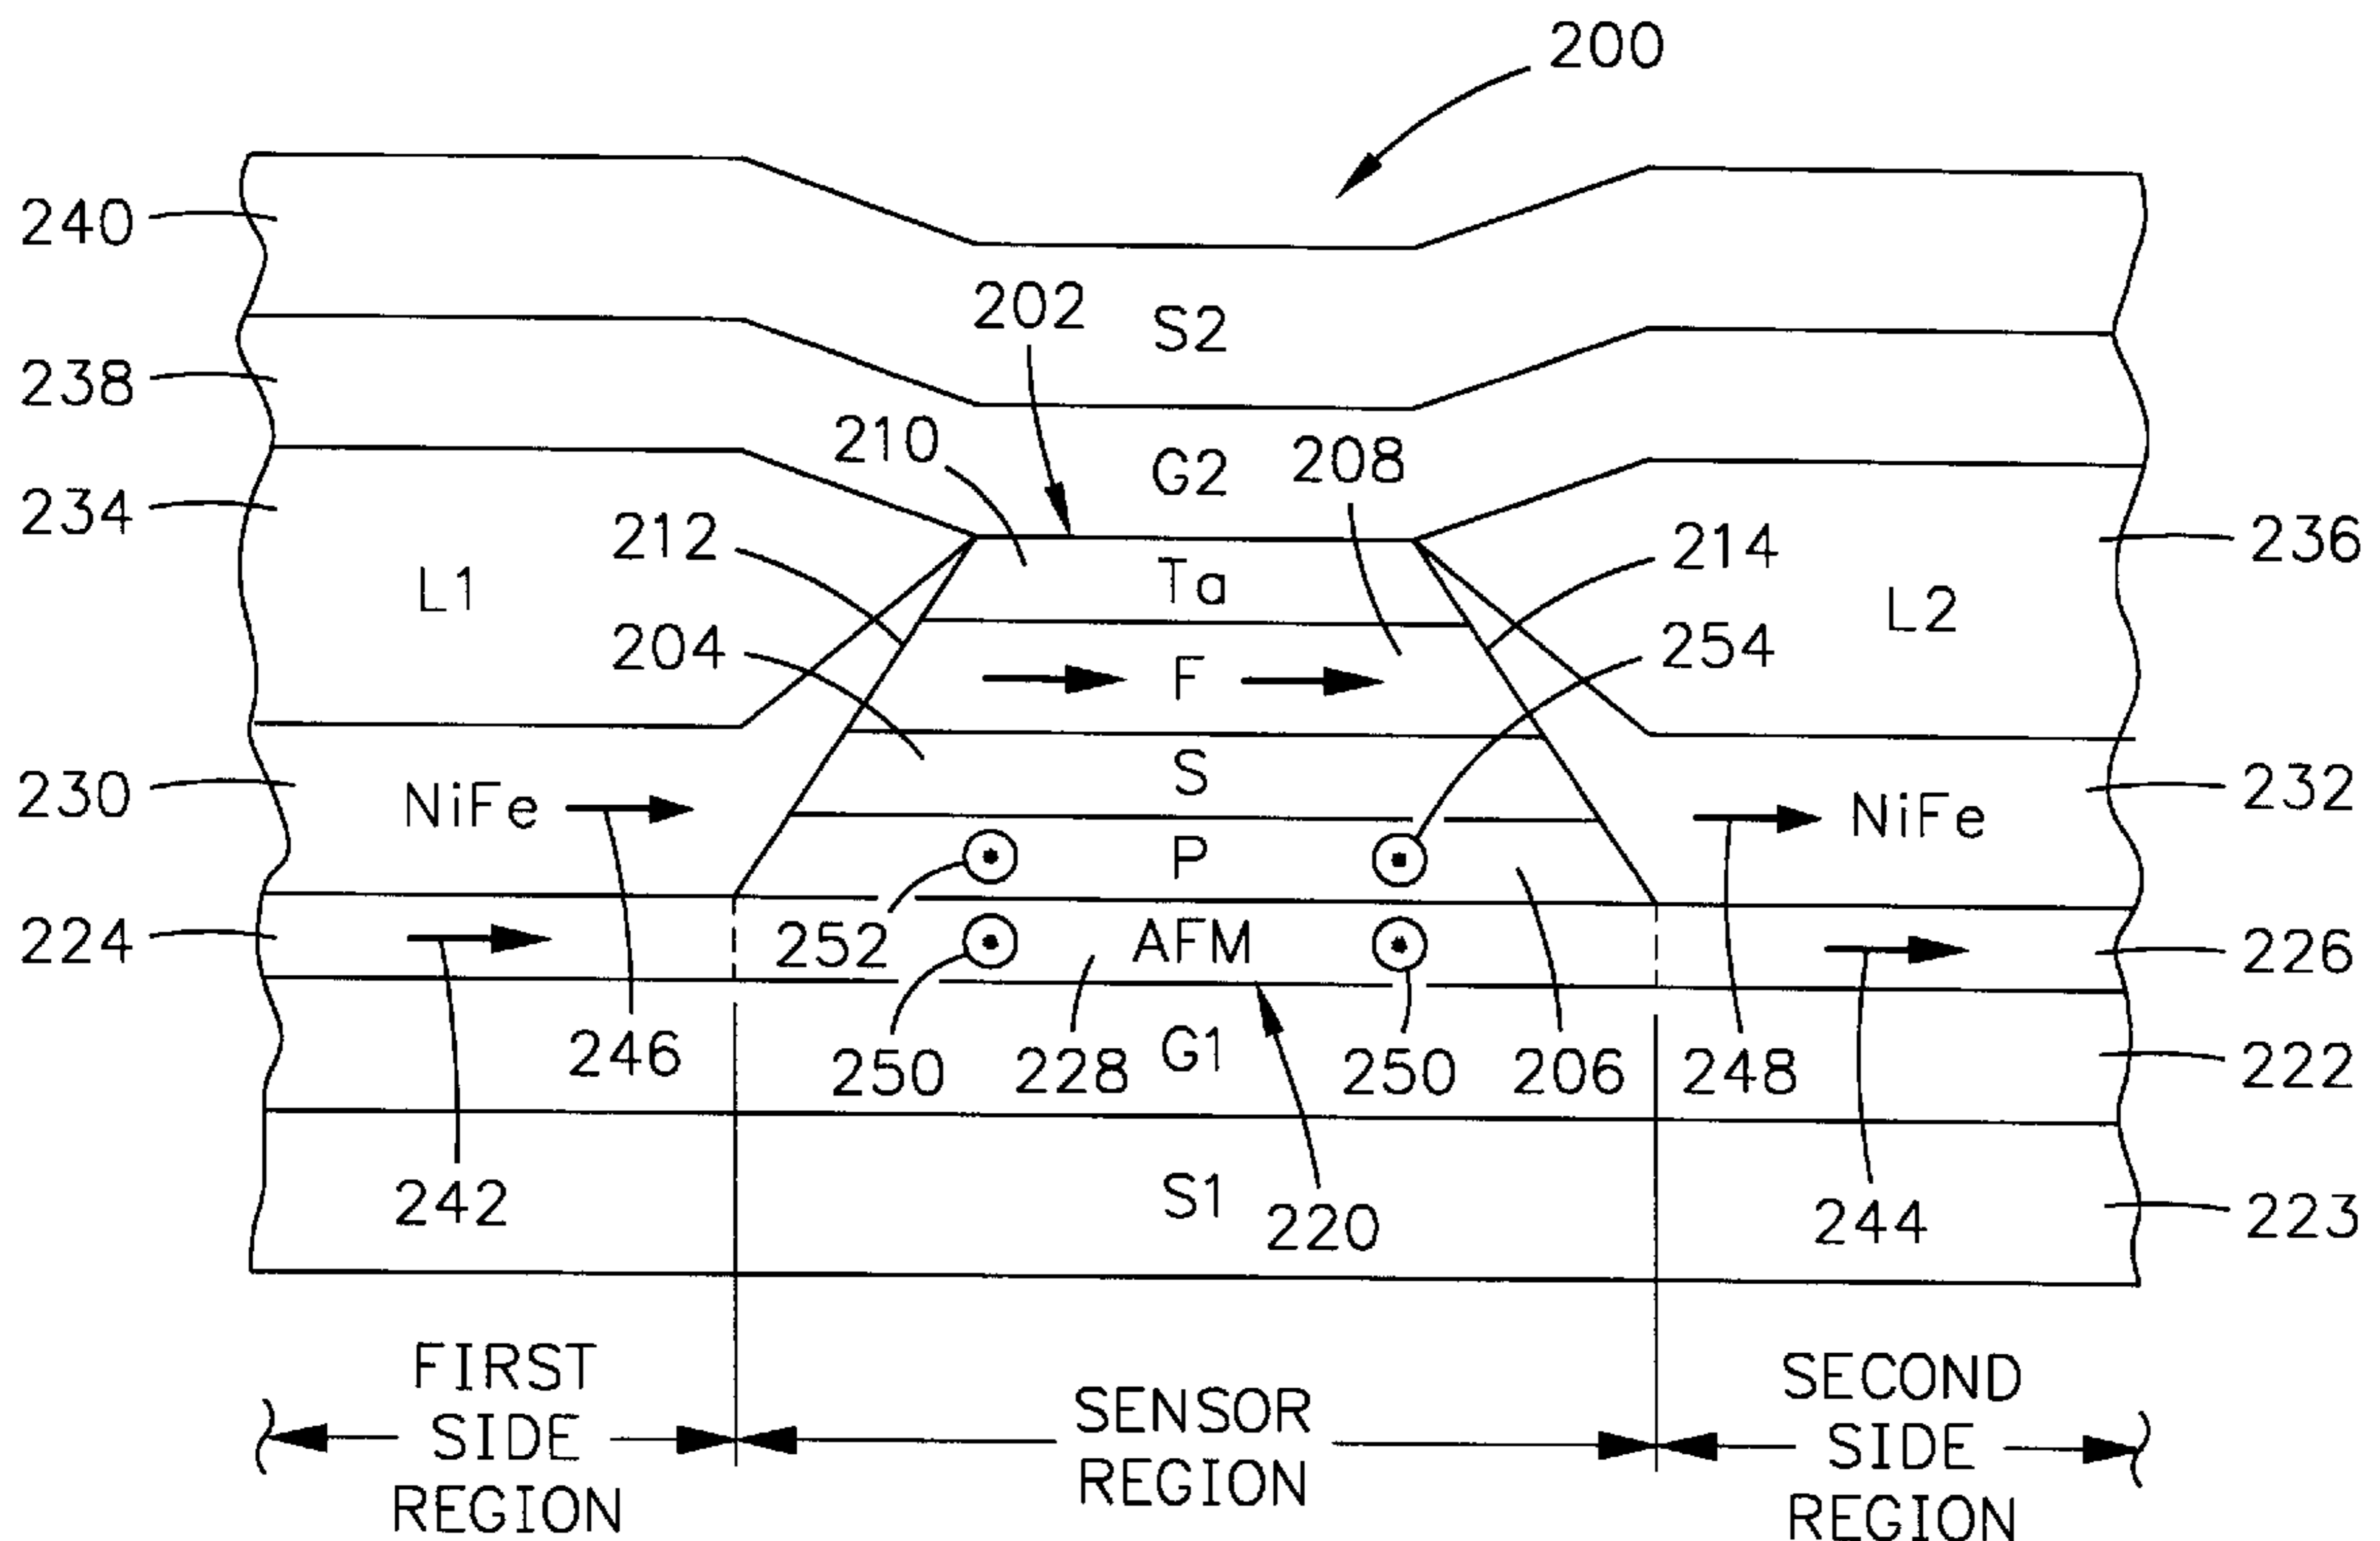 200
240
202
S2
238
210
G2
208
234
212
214
236
L1
Ta
L2
204
254
F
S
230
NiFe
NiFe
232
P
224
252
AFM
226
246
250
228
G1
250
206
248
222
242
S1
220
244
223
FIRST
SIDE
REGION
SENSOR
REGION
SECOND
SIDE
REGION